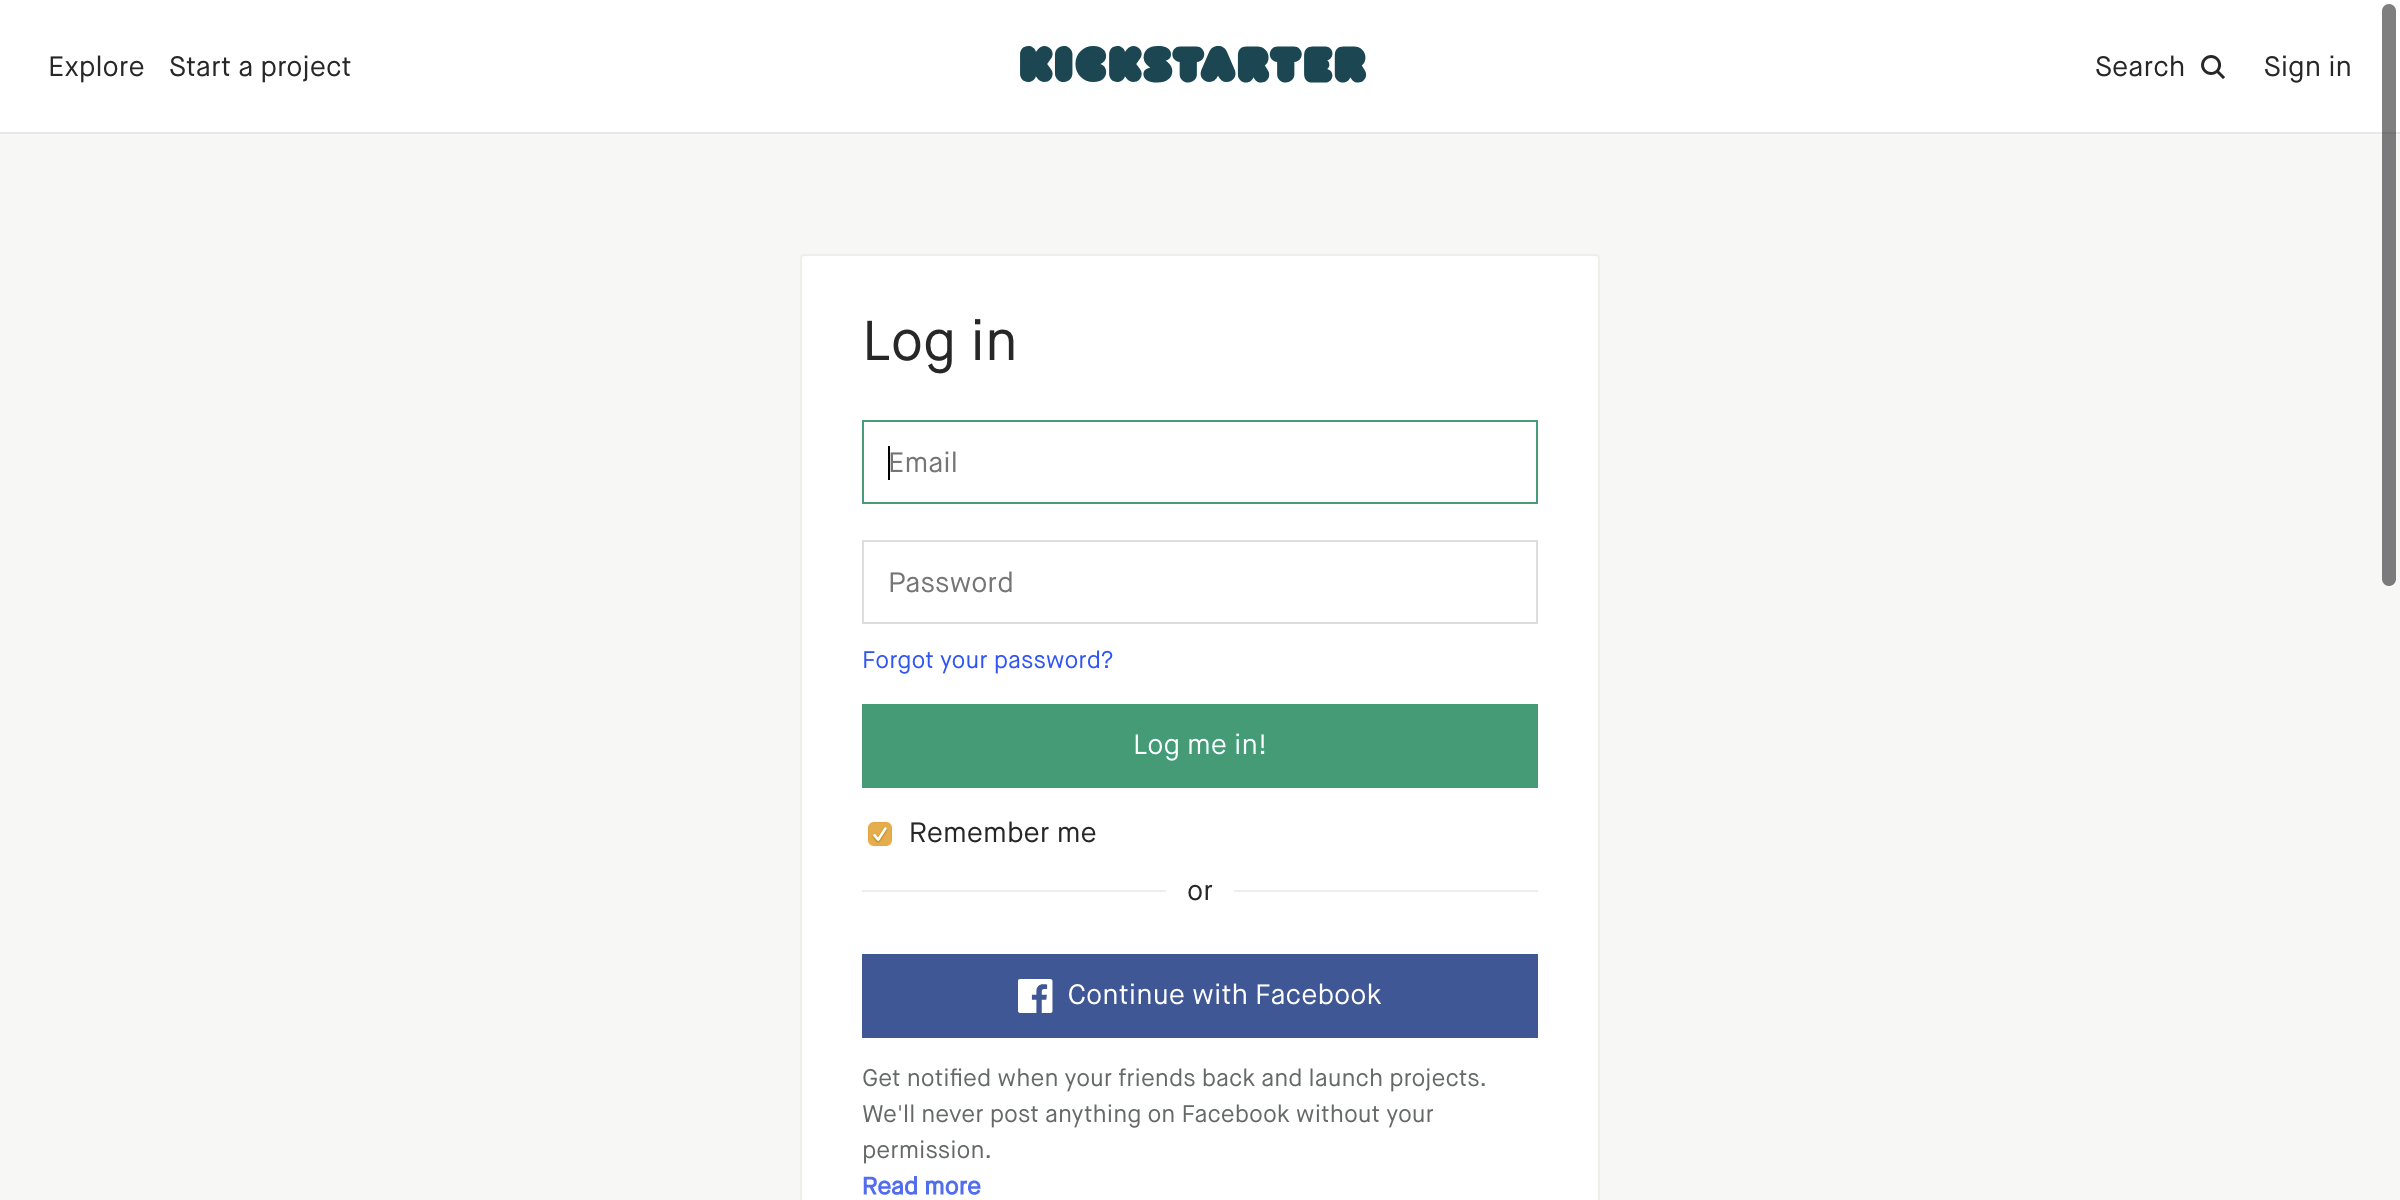 Explore Start a project KICKSTARTER Search Sign in
Log in
Email
Password
Forgot your password?
Log me in!
Remember me
or
Continue with Facebook
Get notified when your friends back and launch projects.
We'll never post anything on Facebook without your
permission.
Read more